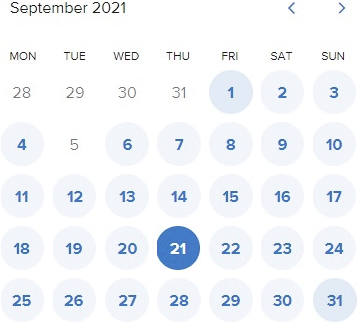 September 2021
MON TUE WED THU FRI SAT SUN
28 29 30 31 1 2 3
4 5 6 7 8 9 10
11 12 13 14 15 16 17
18 19 20 21 22 23 24
25 26 27 28 29 30 31